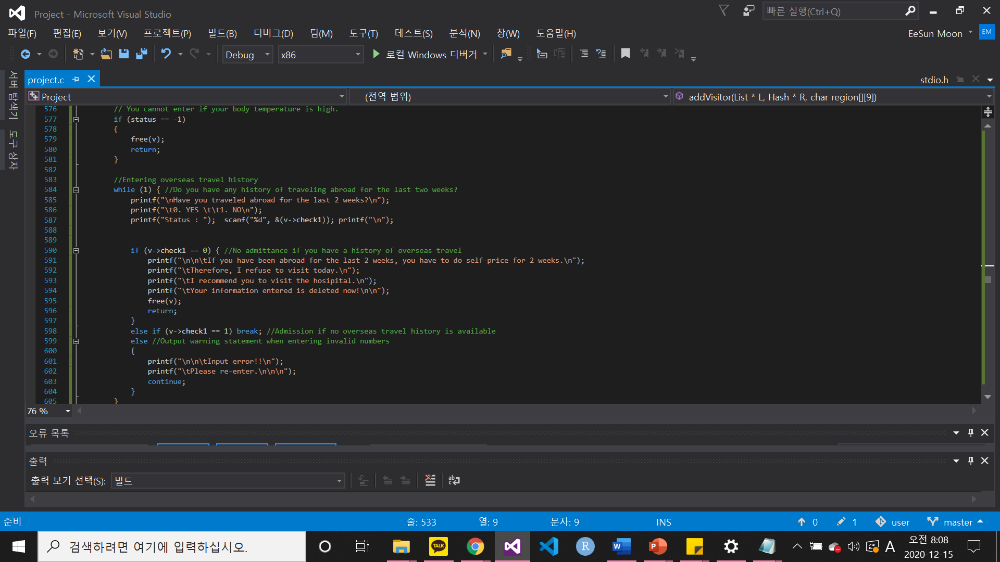 Project - Microsoft Visual Studio
빠른 실행(Ctrl+Q)
파일(F) 편집(E) 보기(V) 프로젝트(P) 빌드(B) 디버그(D) 팀(M) 도구(T) 테스트(S) 분석(N) 창(W) 도움말(H)
EeSun Moon EM
Debug x86 로컬 Windows 디버거
서버 탐색기
도구 상자
project.c
stdio.h
Project (전역 범위) addVisitor(List * L, Hash * R, char region[][9])
576 // You cannot enter if your body temperature is high.
577 if (status == -1)
578 {
579 free(v);
580 return;
581 }
582
583 //Entering overseas travel history
584 while (1) { //Do you have any history of traveling abroad for the last two weeks?
585 printf("\nHave you traveled abroad for the last 2 weeks?\n");
586 printf("\t0. YES \t\t1. NO\n");
587 printf("Status : "); scanf("%d", &(v->check1)); printf("\n");
588
589
590 if (v->check1 == 0) { //No admittance if you have a history of overseas travel
591 printf("\n\n\tIf you have been abroad for the last 2 weeks, you have to do self-price for 2 weeks.\n");
592 printf("\tTherefore, I refuse to visit today.\n");
593 printf("\tI recommend you to visit the hosipital.\n");
594 printf("\tYour information entered is deleted now!\n\n");
595 free(v);
596 return;
597 }
598 else if (v->check1 == 1) break; //Admission if no overseas travel history is available
599 else //Output warning statement when entering invalid numbers
600 {
601 printf("\n\n\tInput error!!\n");
602 printf("\tPlease re-enter.\n\n\n");
603 continue;
604 }
605 }
76 %
오류 목록
출력
출력 보기 선택(S): 빌드
준비 줄: 533 열: 9 문자: 9 INS 0 1 user master
검색하려면 여기에 입력하십시오.
TALK
R
W
P
A
오전 8:08
2020-12-15